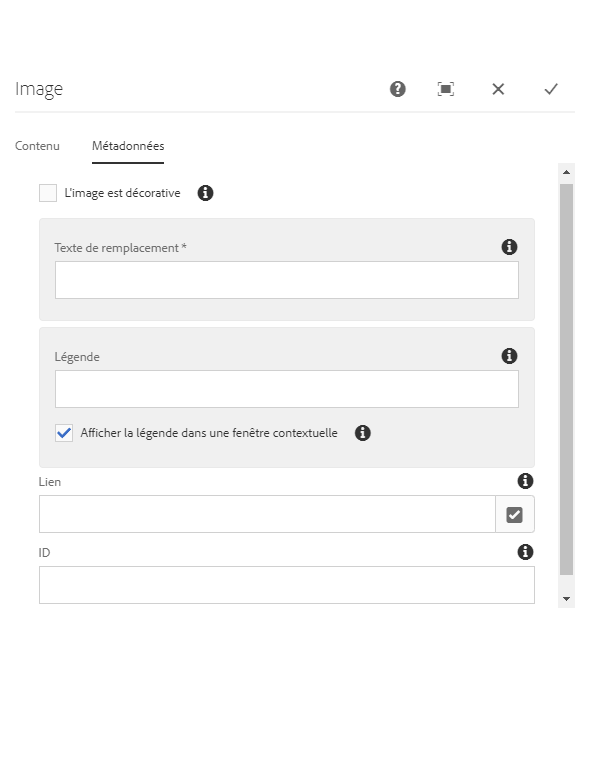 Image
Contenu Métadonnées
L'image est décorative
Texte de remplacement *
Légende
Afficher la légende dans une fenêtre contextuelle
Lien
ID